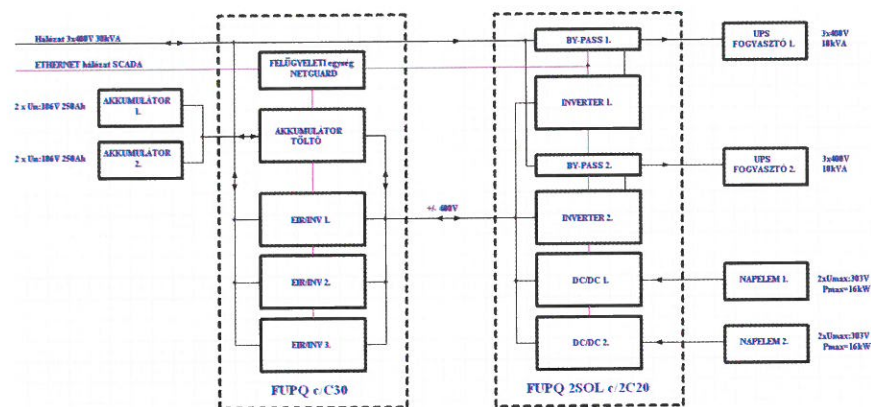 Hálózat 3x400V 30kVA
ETHERNET hálózat SCADA
2 x Un:186V 250Ah
AKKUMULÁTOR
1.
2 x Un:186V 250Ah
AKKUMULÁTOR
2.
FELÜGYELETI egység
NETGUARD
AKKUMULÁTOR
TÖLTŐ
EIR/INV 1.
EIR/INV 2.
EIR/INV 3.
FUPQ c/C30
+/- 400V
BY-PASS 1.
INVERTER 1.
BY-PASS 2.
INVERTER 2.
DC/DC 1.
DC/DC 2.
FUPQ 2SOL c/2C20
UPS
FOGYASZTÓ 1.
3x400V
10kVA
UPS
FOGYASZTÓ 2.
3x400V
10kVA
NAPELEM 1.
2xUmax:303V
Pmax=16kW
NAPELEM 2.
2xUmax:303V
Pmax=16kW